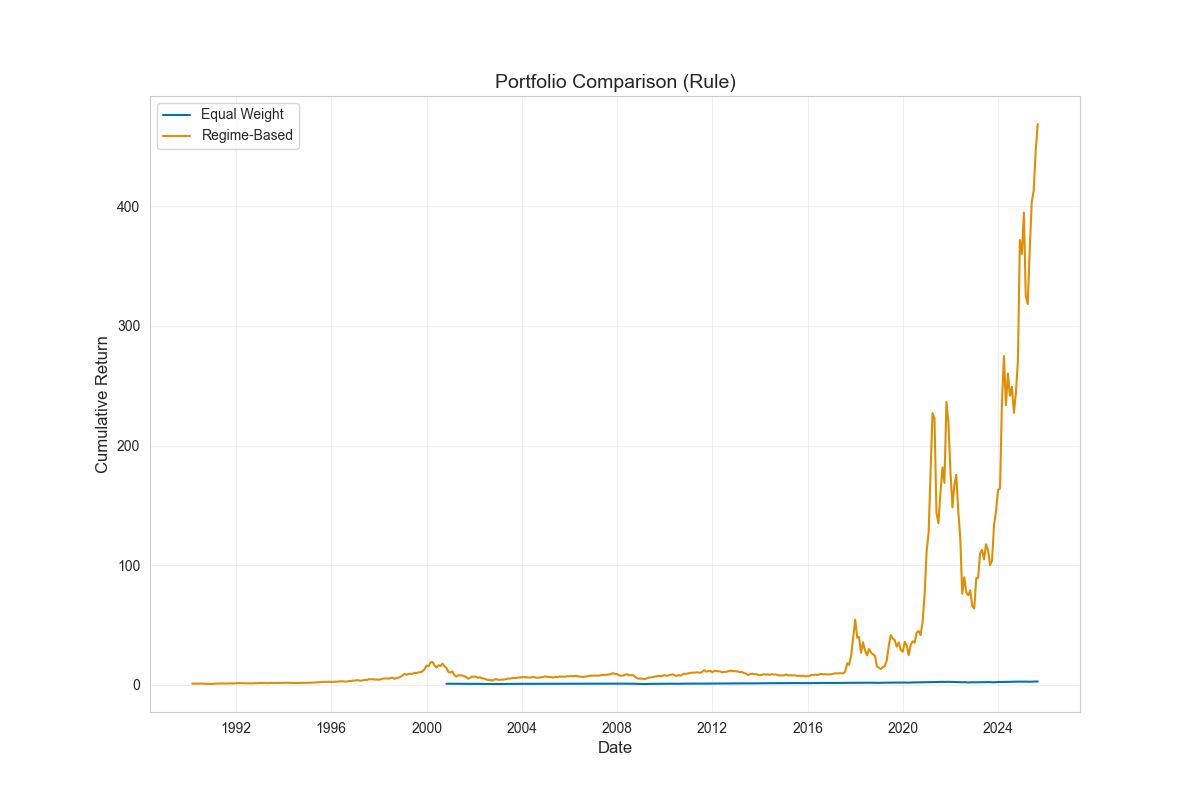 Portfolio Comparison (Rule)
Equal Weight
Regime-Based
400
300
200
100
0
Cumulative Return
1992
1996
2000
2004
2008
2012
2016
2020
2024
Date